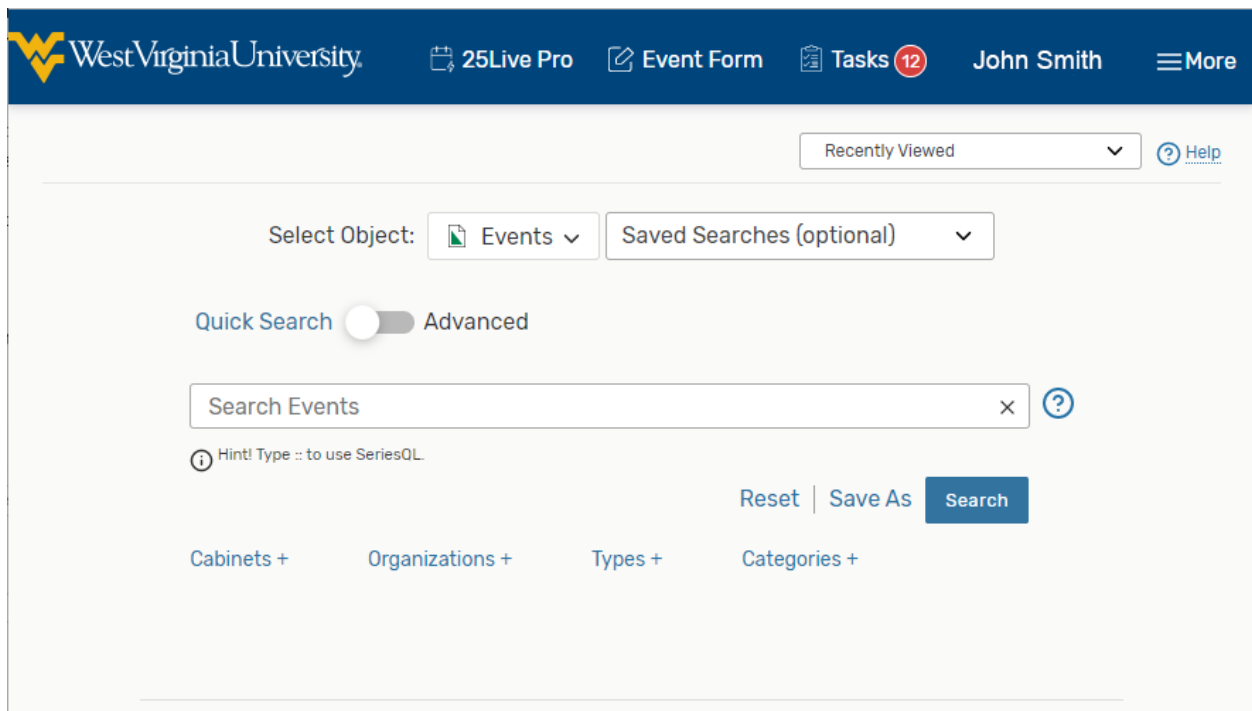 WestVirginiaUniversity. 25Live Pro Event Form Tasks 12 John Smith More
Recently Viewed ? Help
Select Object: Events Saved Searches (optional)
Quick Search Advanced
Search Events × ?
i Hint! Type :: to use SeriesQL.
Reset | Save As Search
Cabinets + Organizations + Types + Categories +